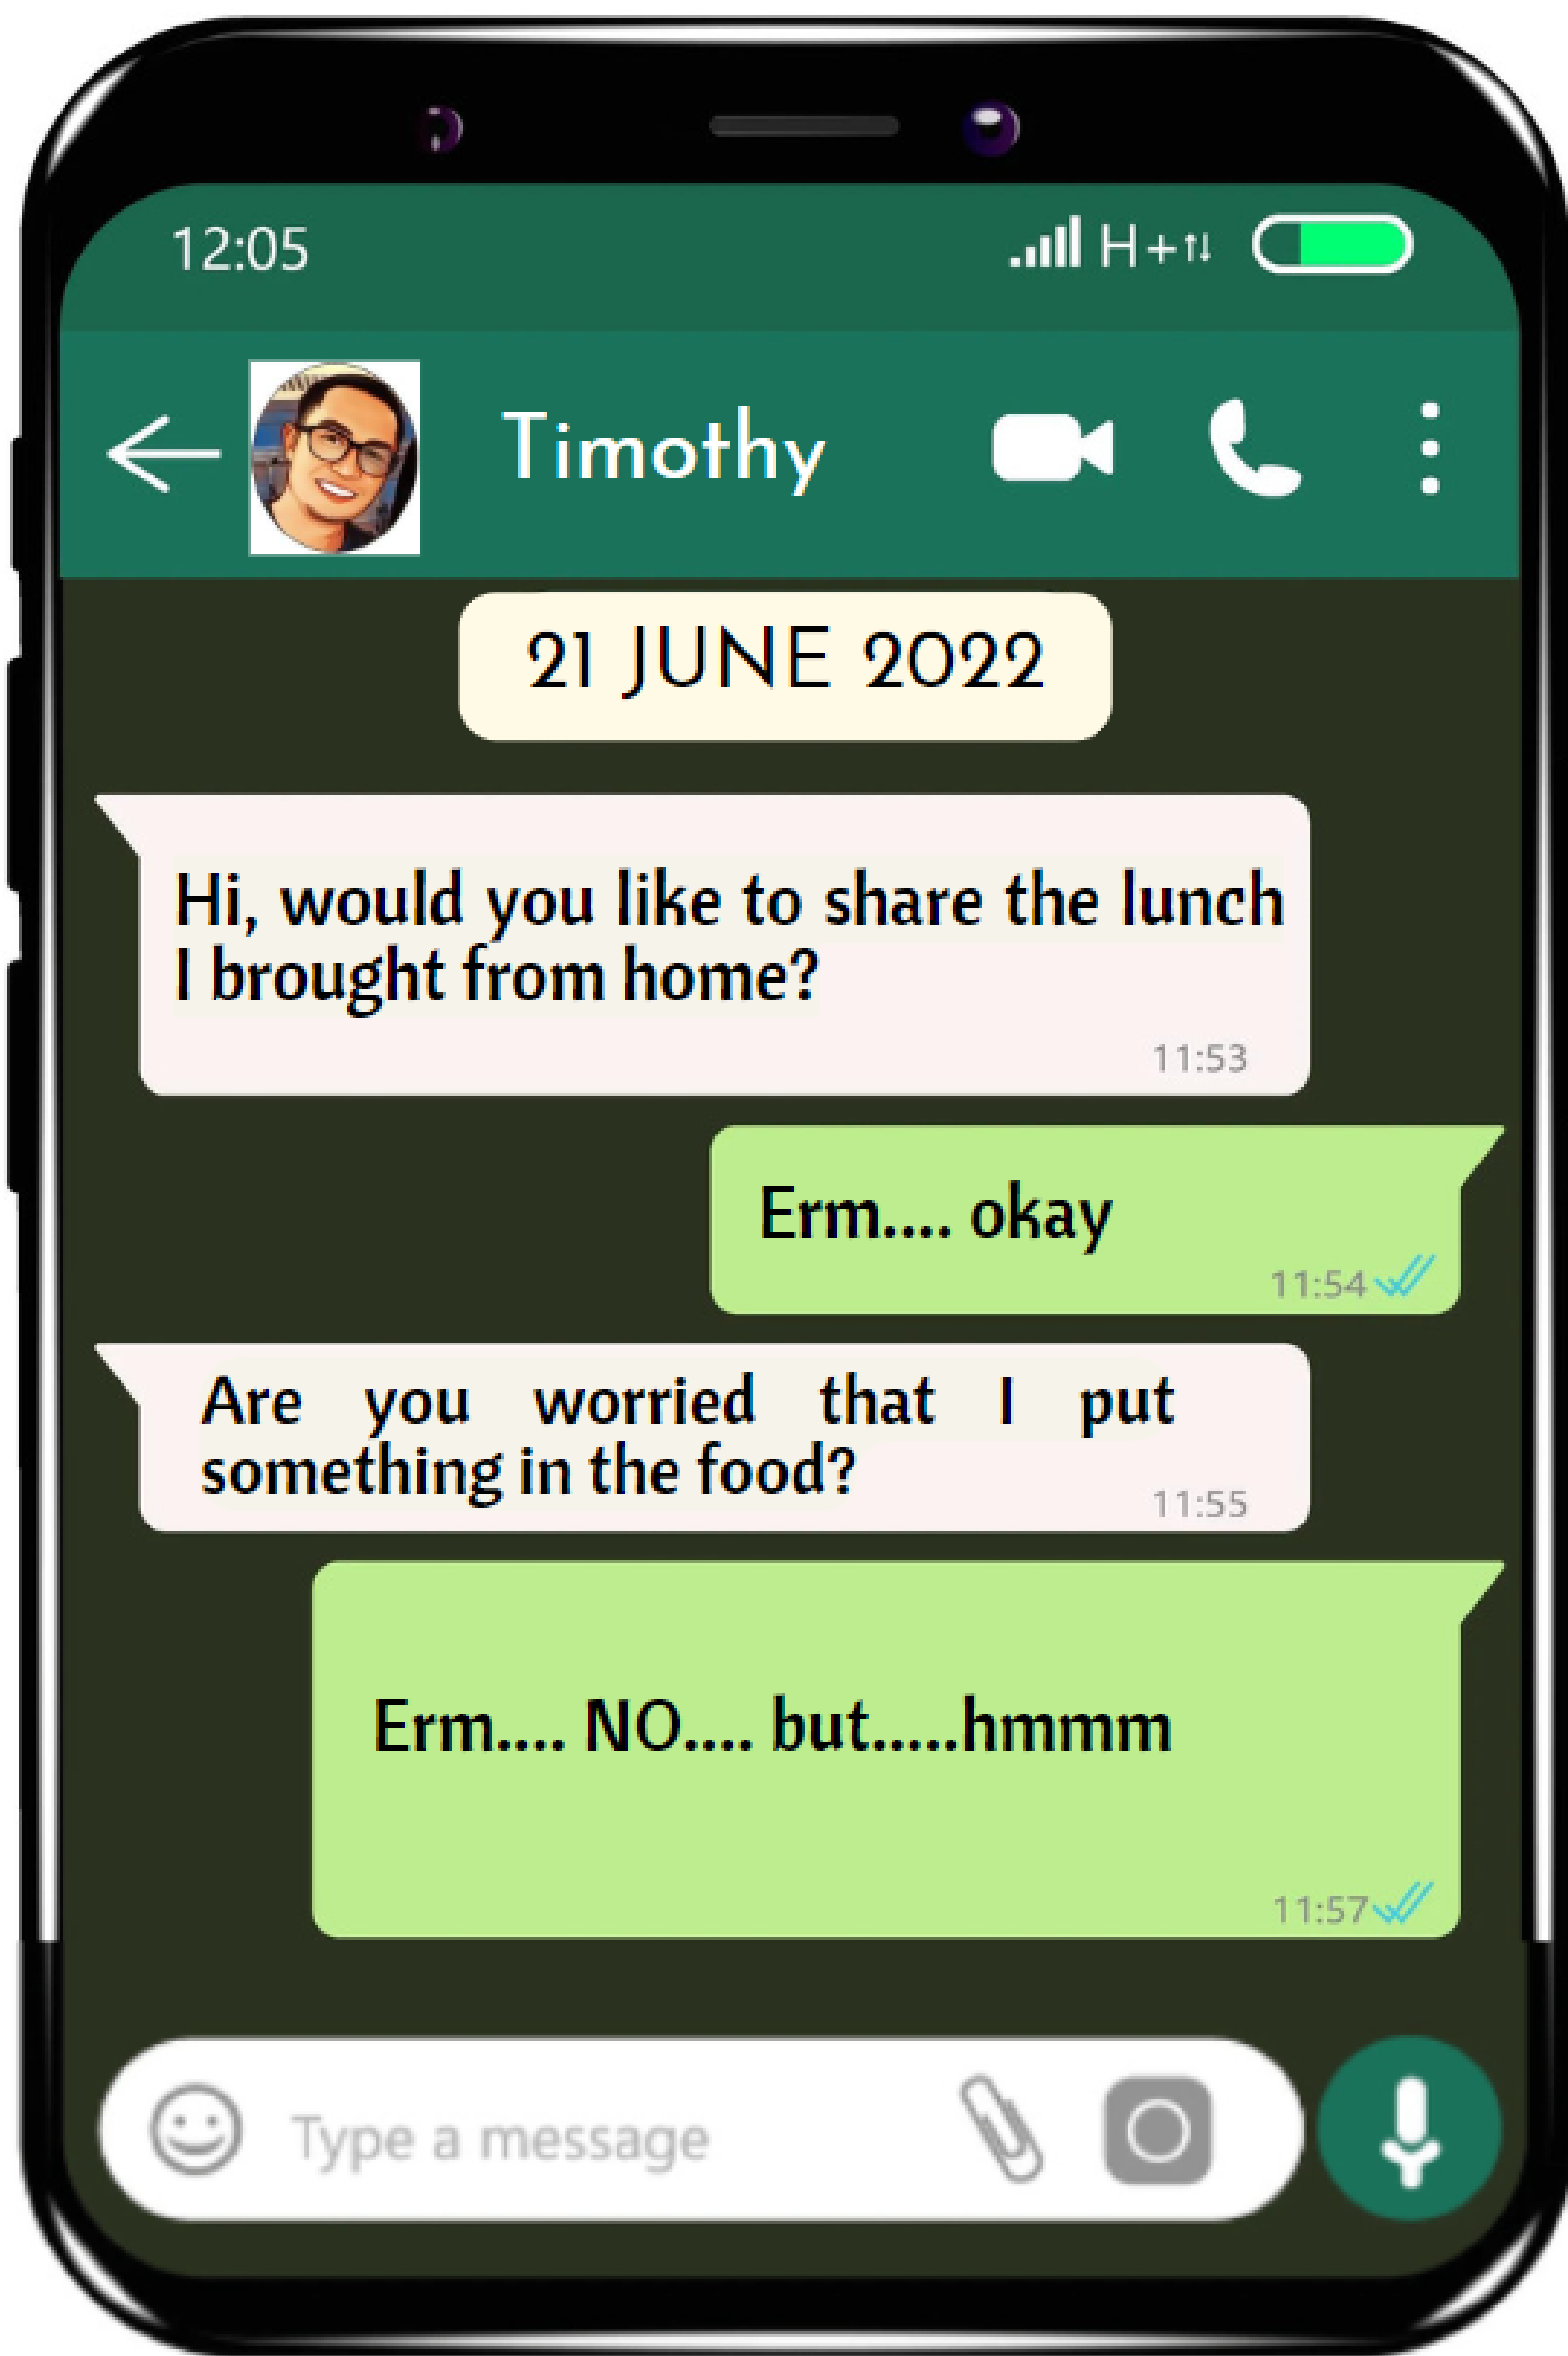 12:05 H+
Timothy
21 JUNE 2022
Hi, would you like to share the lunch
I brought from home?
11:53
Erm.... okay
11:54
Are you worried that I put
something in the food?
11:55
Erm.... NO.... but.....hmmm
11:57
Type a message